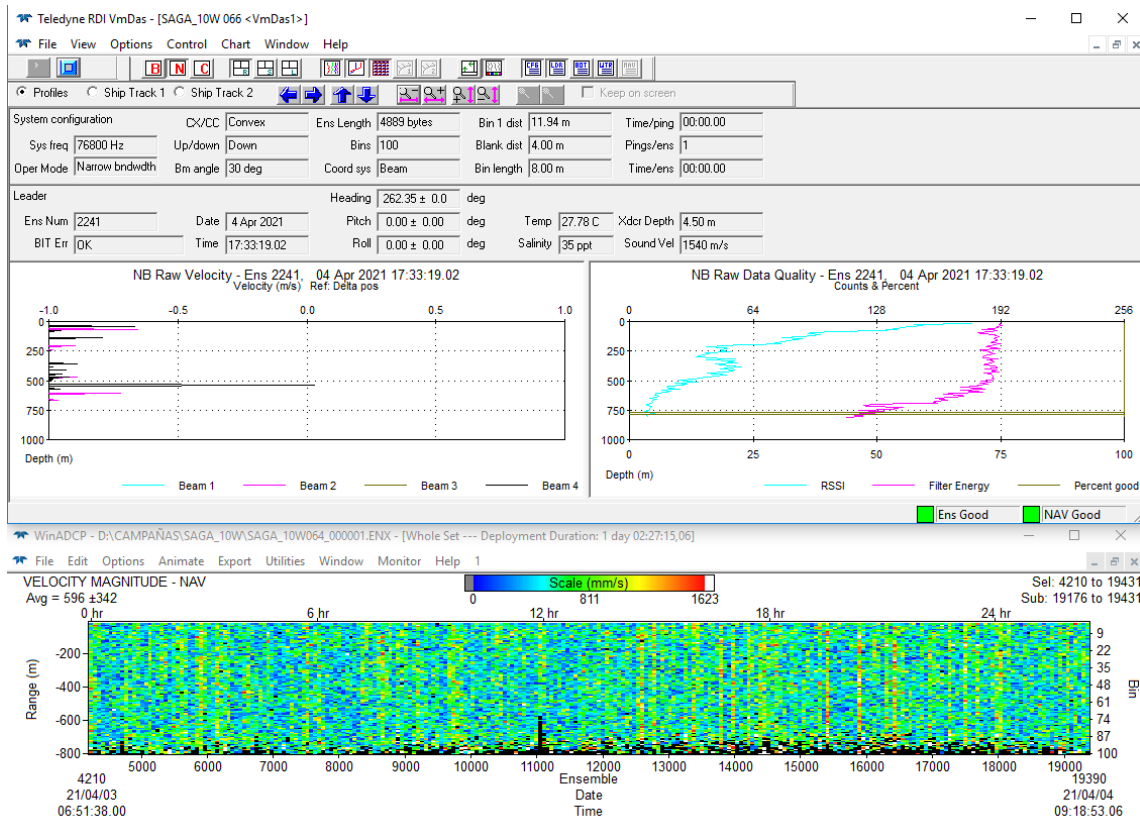 Teledyne RDI VmDas - [SAGA_10W 066 <VmDas1>]
File View Options Control Chart Window Help
B N C R S L CFG LDR BOT WTR NAV
Profiles Ship Track 1 Ship Track 2 Keep on screen
System configuration CX/CC Convex Ens Length 4889 bytes Bin 1 dist 11.94 m Time/ping 00:00.00
Sys freq 76800 Hz Up/down Down Bins 100 Blank dist 4.00 m Pings/ens 1
Oper Mode Narrow bndwdth Bm angle 30 deg Coord sys Beam Bin length 8.00 m Time/ens 00:00.00
Leader Heading 262.35 ± 0.0 deg
Ens Num 2241 Date 4 Apr 2021 Pitch 0.00 ± 0.00 deg Temp 27.78 C Xdcr Depth 4.50 m
BIT Err OK Time 17:33:19.02 Roll 0.00 ± 0.00 deg Salinity 35 ppt Sound Vel 1540 m/s
NB Raw Velocity - Ens 2241, 04 Apr 2021 17:33:19.02
Velocity (m/s) Ref: Delta pos
-1.0 -0.5 0.0 0.5 1.0
0
250
500
750
1000
Depth (m)
Beam 1 Beam 2 Beam 3 Beam 4
NB Raw Data Quality - Ens 2241, 04 Apr 2021 17:33:19.02
Counts & Percent
0 64 128 192 256
0
250
500
750
1000
0 25 50 75 100
Depth (m)
RSSI Filter Energy Percent good
Ens Good NAV Good
WinADCP - D:\CAMPAÑAS\SAGA_10W\SAGA_10W064_000001.ENX - [Whole Set --- Deployment Duration: 1 day 02:27:15,06]
File Edit Options Animate Export Utilities Window Monitor Help 1
VELOCITY MAGNITUDE - NAV Scale (mm/s) Sel: 4210 to 19431
Avg = 596 ±342 0 811 1623 Sub: 19176 to 19431
0 hr 6 hr 12 hr 18 hr 24 hr
-200
-400
-600
-800
Range (m)
9
22
35
48
61
74
87
100
Bin
5000 6000 7000 8000 9000 10000 11000 12000 13000 14000 15000 16000 17000 18000 19000
4210 Ensemble 19390
21/04/03 Date 21/04/04
06:51:38.00 Time 09:18:53.06